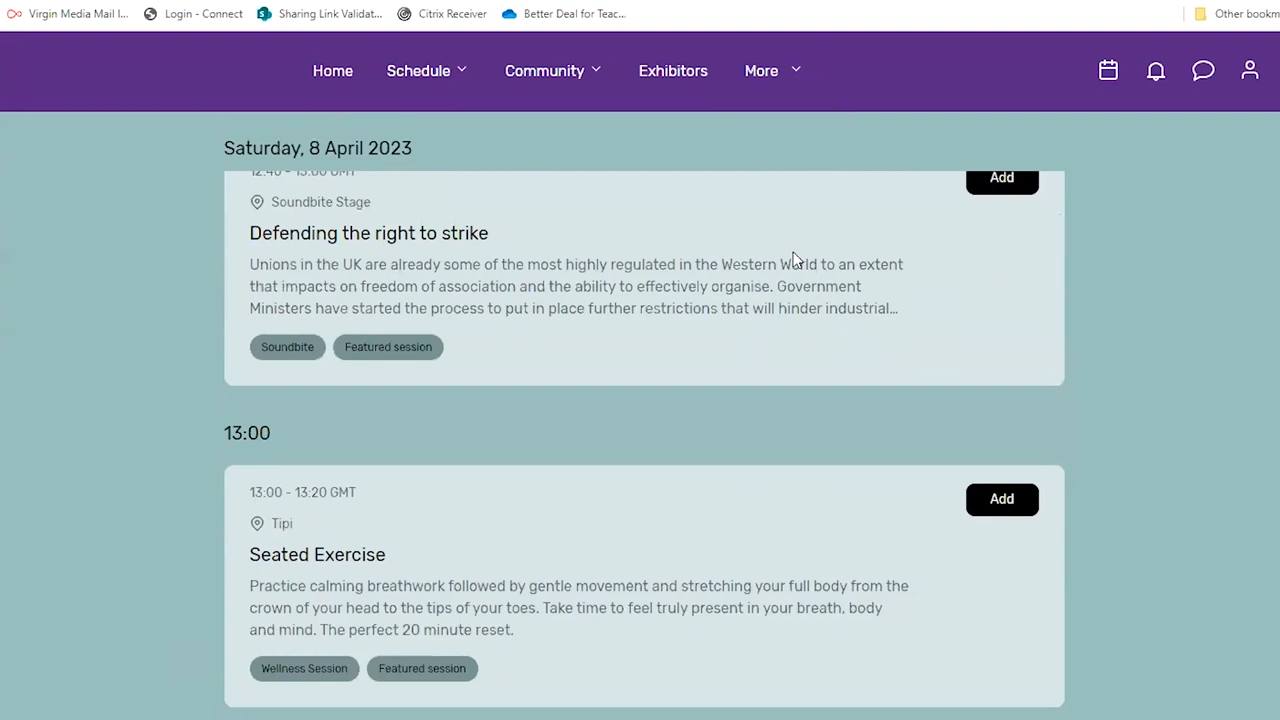 Virgin Media Mail I...
Login - Connect
Sharing Link Validat...
Citrix Receiver
Better Deal for Teac...
Other bookm
Home
Schedule
Community
Exhibitors
More
Saturday, 8 April 2023
12:40 - 13:00 GMT
Add
Soundbite Stage
Defending the right to strike
Unions in the UK are already some of the most highly regulated in the Western World to an extent
that impacts on freedom of association and the ability to effectively organise. Government
Ministers have started the process to put in place further restrictions that will hinder industrial...
Soundbite
Featured session
13:00
13:00 - 13:20 GMT
Add
Tipi
Seated Exercise
Practice calming breathwork followed by gentle movement and stretching your full body from the
crown of your head to the tips of your toes. Take time to feel truly present in your breath, body
and mind. The perfect 20 minute reset.
Wellness Session
Featured session